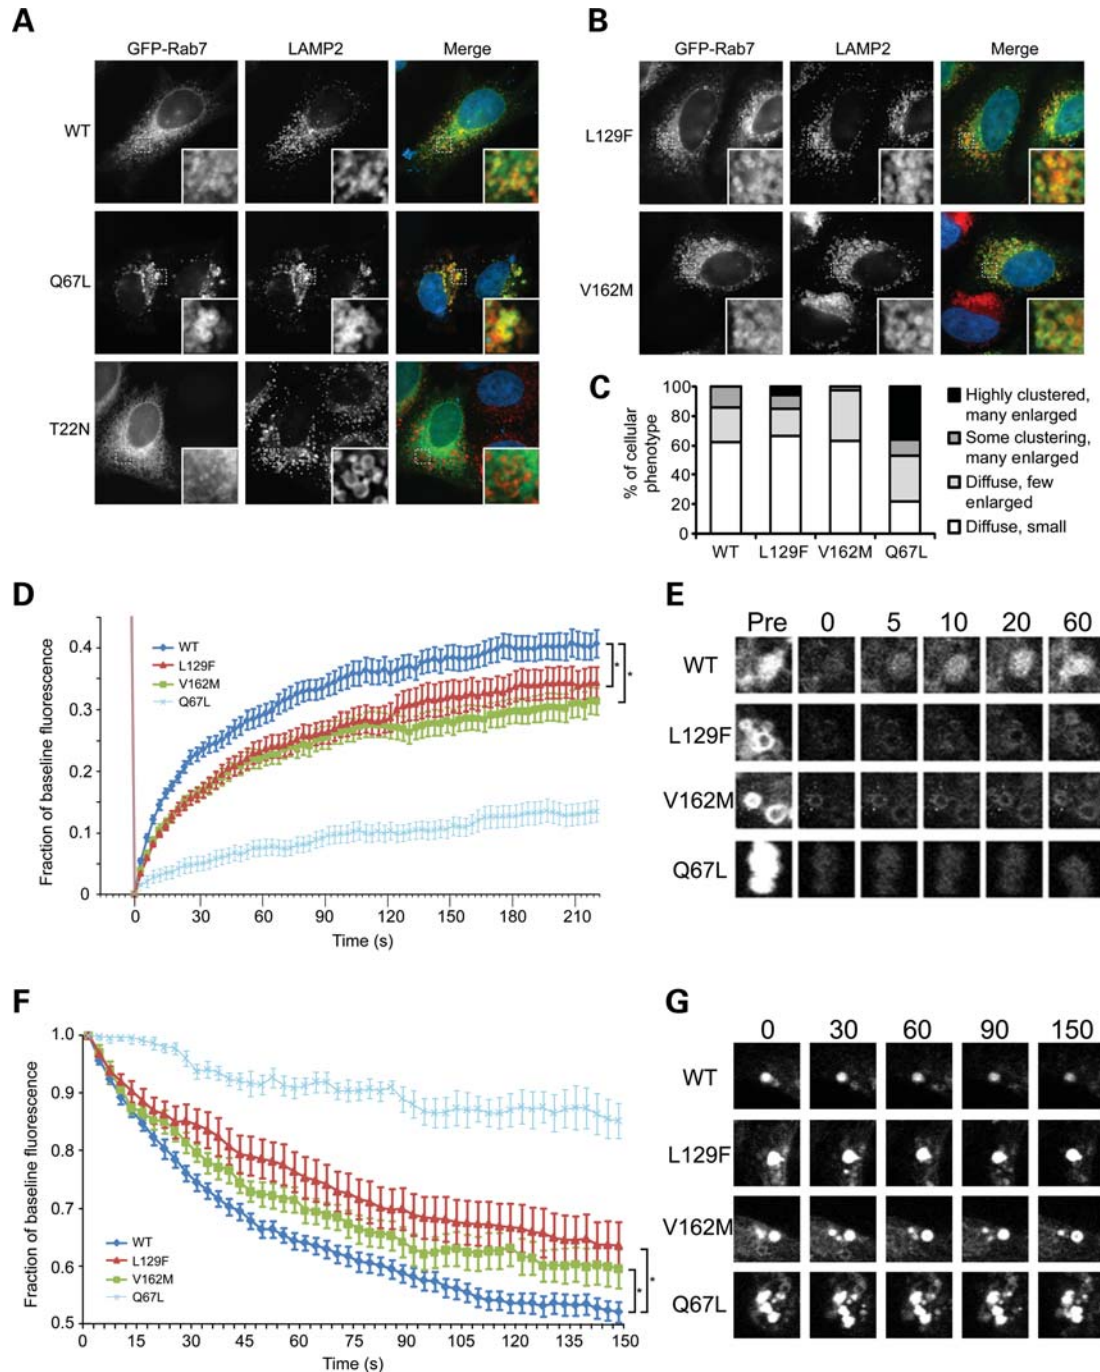 A
GFP-Rab7 LAMP2 Merge
WT
Q67L
T22N
B
GFP-Rab7 LAMP2 Merge
L129F
V162M
C
% of cellular
phenotype
100
80
60
40
20
0
WT L129F V162M Q67L
Highly clustered,
many enlarged
Some clustering,
many enlarged
Diffuse, few
enlarged
Diffuse, small
D
Fraction of baseline fluorescence
0.4
0.3
0.2
0.1
0
WT
L129F
V162M
Q67L
*
*
0 30 60 90 120 150 180 210
Time (s)
E
Pre 0 5 10 20 60
WT
L129F
V162M
Q67L
F
Fraction of baseline fluorescence
1.0
0.9
0.8
0.7
0.6
0.5
WT
L129F
V162M
Q67L
*
*
0 15 30 45 60 75 90 105 120 135 150
Time (s)
G
0 30 60 90 150
WT
L129F
V162M
Q67L